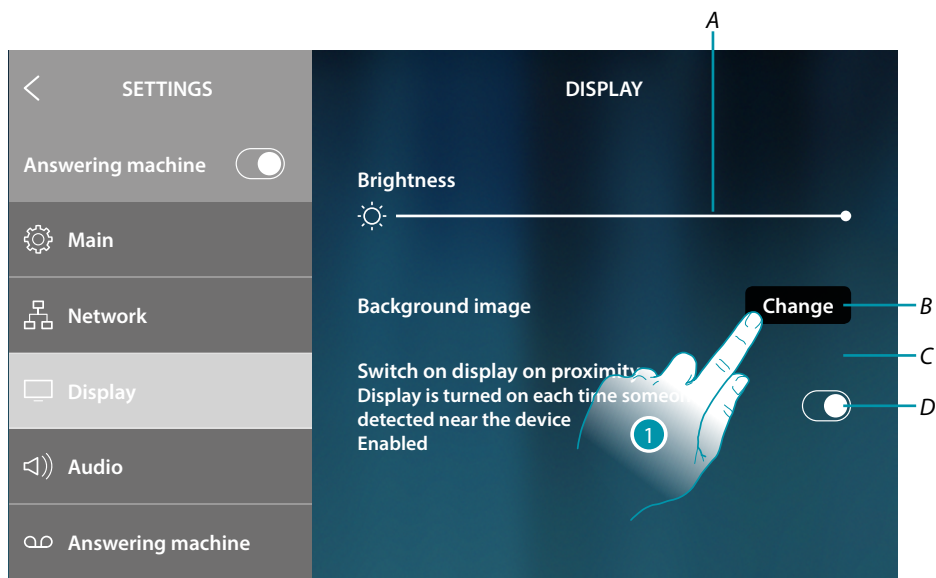 A
SETTINGS
DISPLAY
Answering machine
Brightness
Main
Network
Background image
Change
B
C
Switch on display on proximity
Display is turned on each time someo
detected near the device
Enabled
D
1
Display
Audio
Answering machine